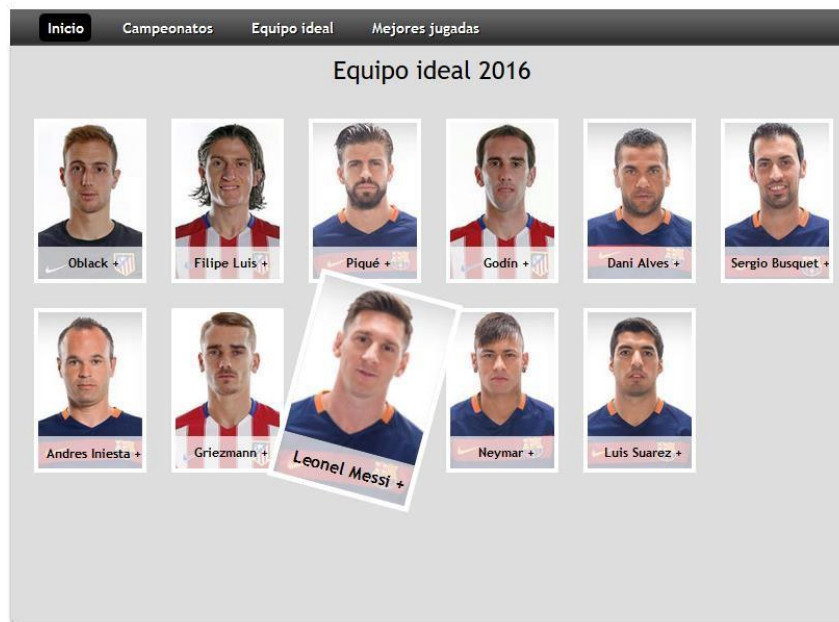 Inicio Campeonatos Equipo ideal Mejores jugadas
Equipo ideal 2016
Oblack + Filipe Luis + Piqué + Godín + Dani Alves + Sergio Busquet +
Andres Iniesta + Griezmann + Leonel Messi + Neymar + Luis Suarez +